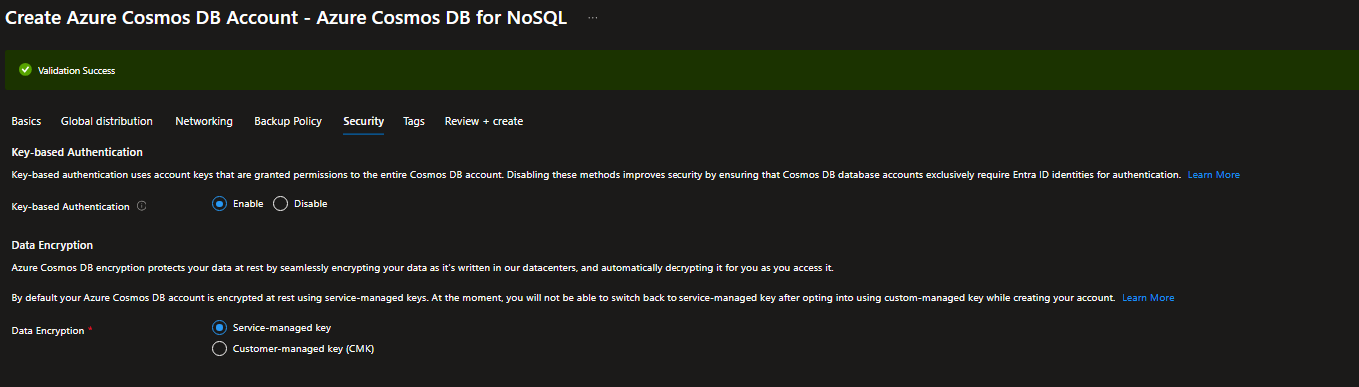 Create Azure Cosmos DB Account - Azure Cosmos DB for NoSQL ...
Validation Success
Basics Global distribution Networking Backup Policy Security Tags Review + create
Key-based Authentication
Key-based authentication uses account keys that are granted permissions to the entire Cosmos DB account. Disabling these methods improves security by ensuring that Cosmos DB database accounts exclusively require Entra ID identities for authentication. Learn More
Key-based Authentication Enable Disable
Data Encryption
Azure Cosmos DB encryption protects your data at rest by seamlessly encrypting your data as it's written in our datacenters, and automatically decrypting it for you as you access it.
By default your Azure Cosmos DB account is encrypted at rest using service-managed keys. At the moment, you will not be able to switch back to service-managed key after opting into using custom-managed key while creating your account. Learn More
Data Encryption * Service-managed key
Customer-managed key (CMK)